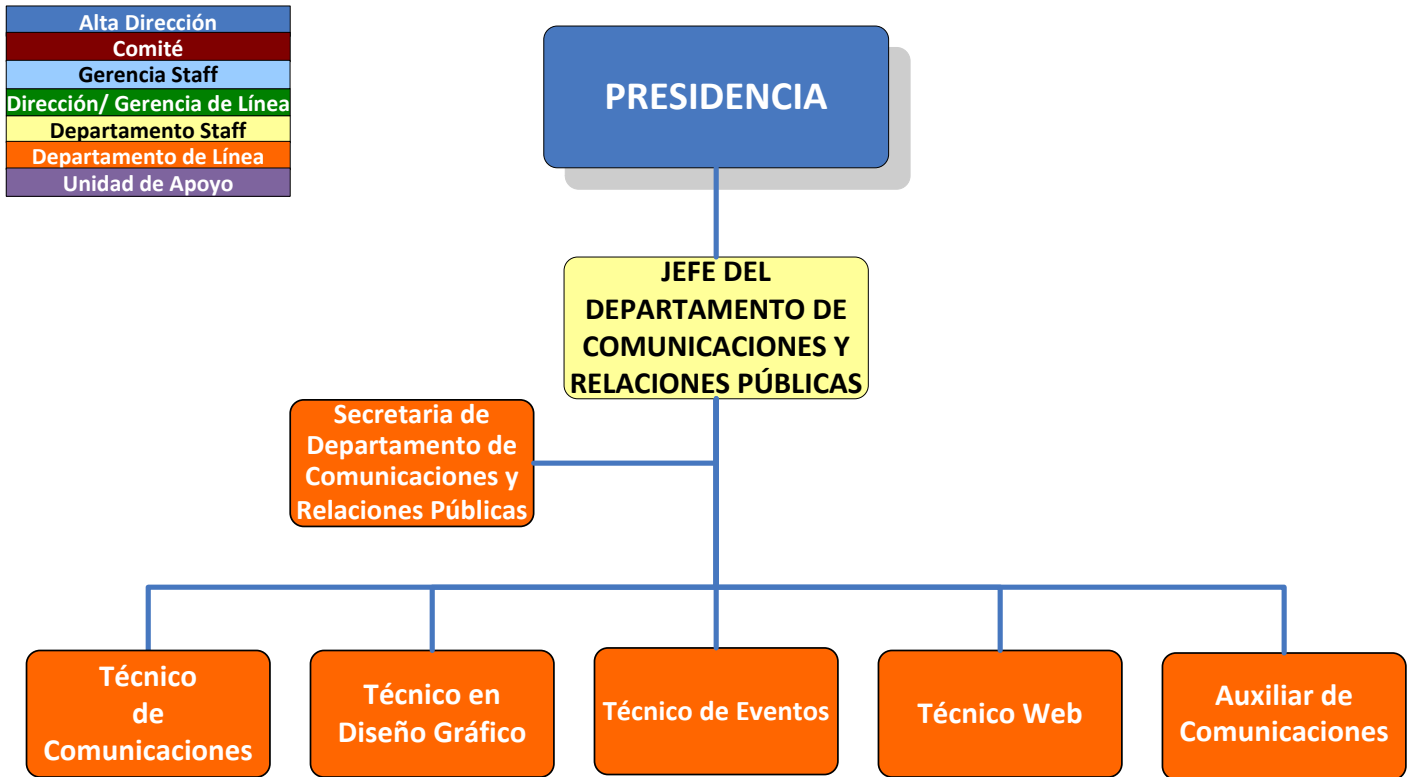 Alta Dirección
Comité
Gerencia Staff
Dirección/ Gerencia de Línea
Departamento Staff
Departamento de Línea
Unidad de Apoyo
PRESIDENCIA
JEFE DEL
DEPARTAMENTO DE
COMUNICACIONES Y
RELACIONES PÚBLICAS
Secretaria de
Departamento de
Comunicaciones y
Relaciones Públicas
Técnico
de
Comunicaciones
Técnico en
Diseño Gráfico
Técnico de Eventos
Técnico Web
Auxiliar de
Comunicaciones